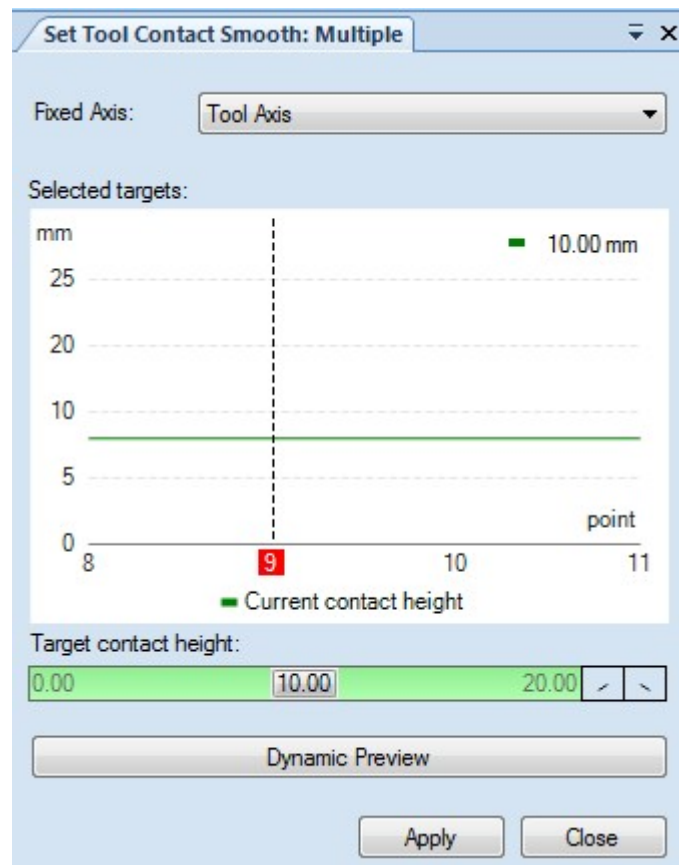 Set Tool Contact Smooth: Multiple
Fixed Axis: Tool Axis
Selected targets:
mm
10.00 mm
25
20
10
5
point
0
8 9 10 11
Current contact height
Target contact height:
0.00 10.00 20.00
Dynamic Preview
Apply Close